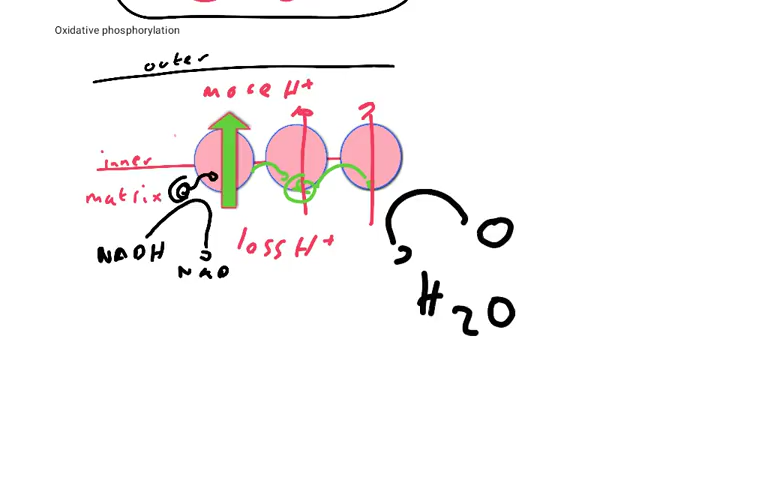 Oxidative phosphorylation
outer
more H+
inner
matrix e
NADH
NAD
loss H+
O
H2O